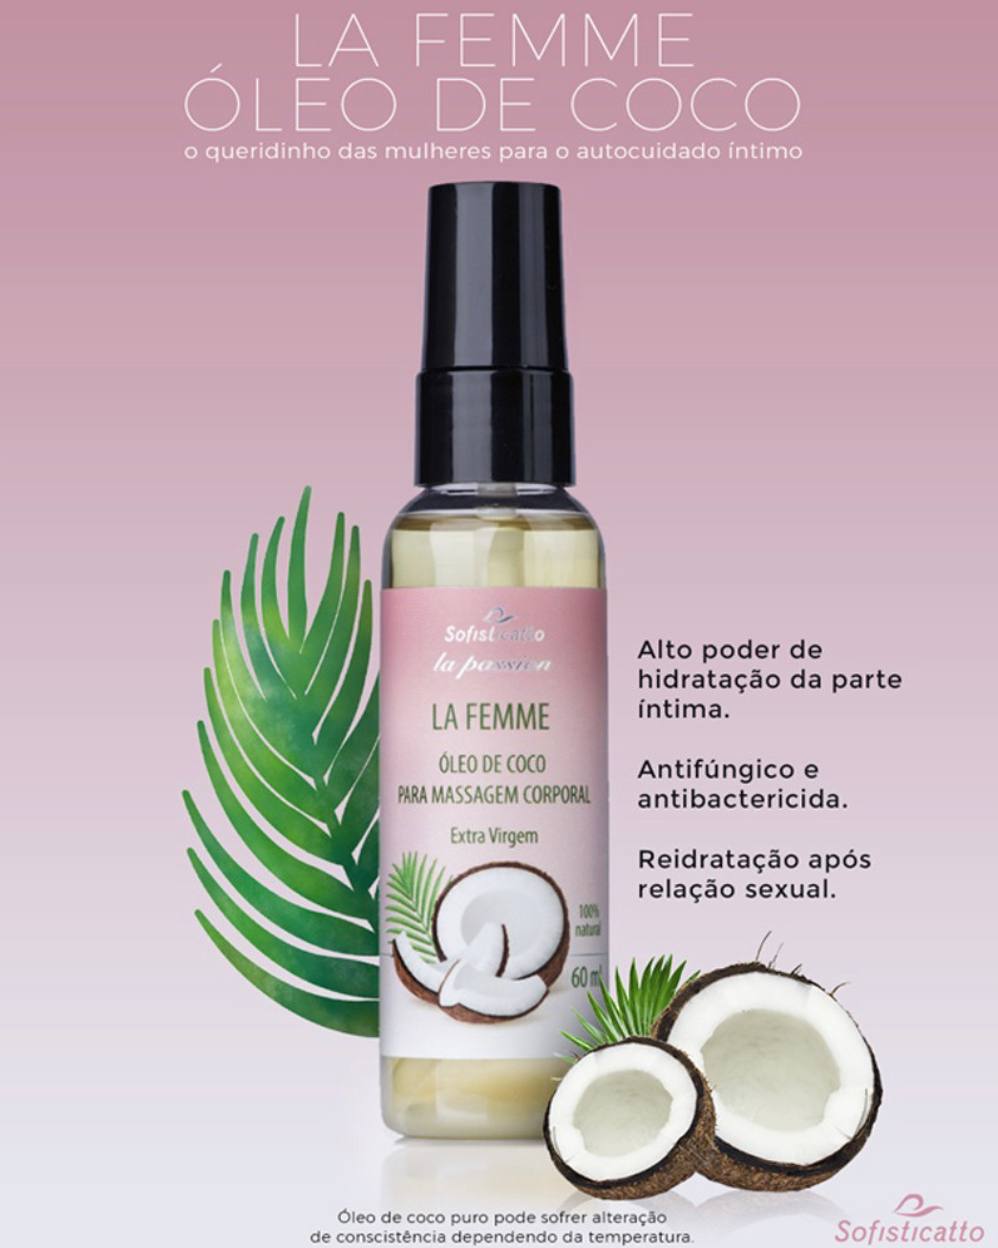 LA FEMME
ÓLEO DE COCO
o queridinho das mulheres para o autocuidado íntimo
Sofisticatto
la passion
LA FEMME
ÓLEO DE COCO
PARA MASSAGEM CORPORAL
Extra Virgem
100%
natural
60 ml
Alto poder de
hidratação da parte
íntima.
Antifúngico e
antibactericida.
Reidratação após
relação sexual.
Óleo de coco puro pode sofrer alteração
de conscistência dependendo da temperatura.
Sofisticatto